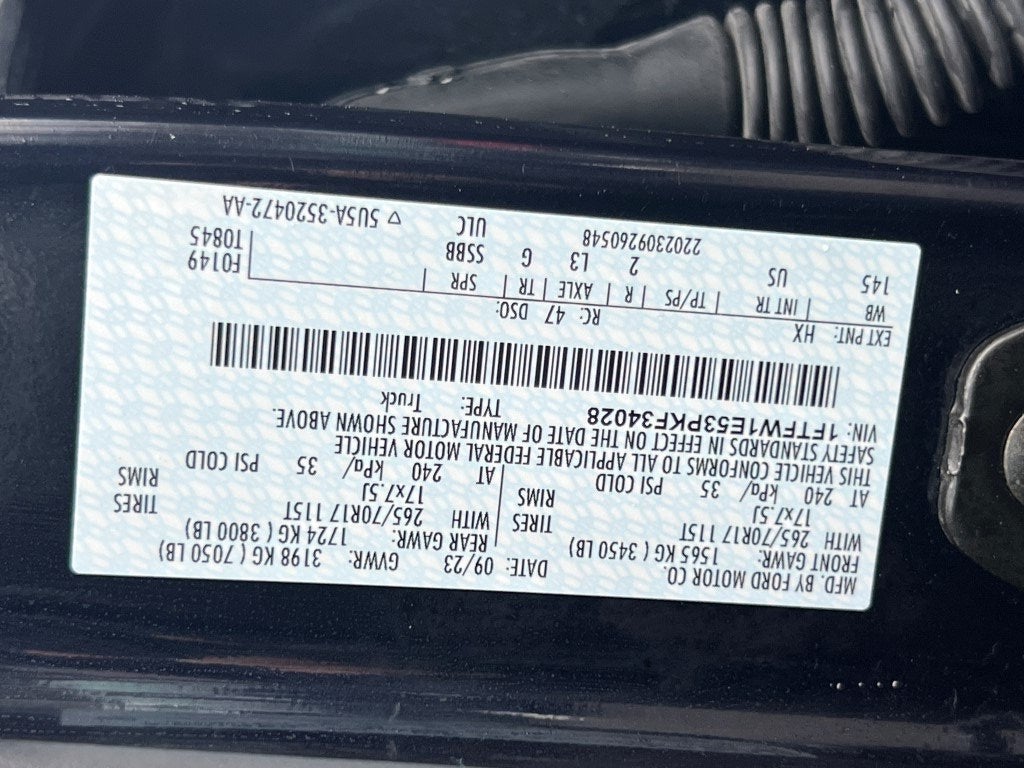 MFD. BY FORD MOTOR CO.
DATE: 09/23 GVWR: 3198 KG ( 7050 LB)
FRONT GAWR: 1565 KG ( 3450 LB)
REAR GAWR: 1724 KG ( 3800 LB)
WITH 265/70R17 115T TIRES
WITH 265/70R17 115T TIRES
17x7.5J RIMS
17x7.5J RIMS
AT 240 kPa/ 35 PSI COLD
AT 240 kPa/ 35 PSI COLD
THIS VEHICLE CONFORMS TO ALL APPLICABLE FEDERAL MOTOR VEHICLE
SAFETY STANDARDS IN EFFECT ON THE DATE OF MANUFACTURE SHOWN ABOVE.
VIN: 1FTFW1E53PKF34028 TYPE: Truck
EXT PNT: HX RC: 47 DSO:
WB | INT TR | TP/PS | R | AXLE | TR | SPR | F0149
145 US 2 L3 G SSBB T0845
2202309260548 ULC ▽ 5U5A-3520472-AA